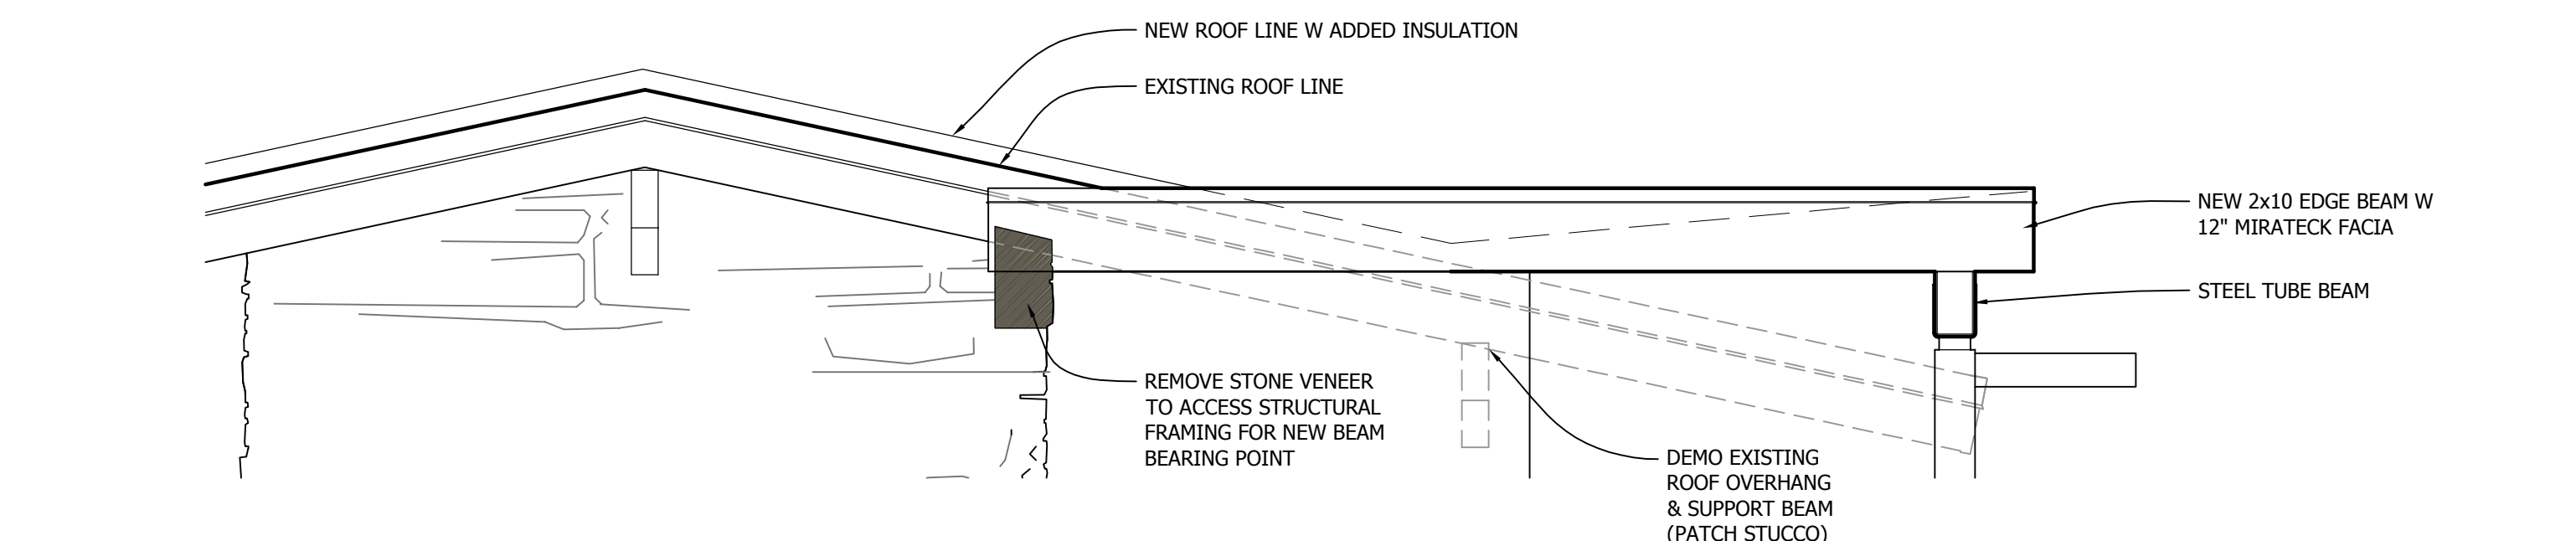 NEW ROOF LINE W ADDED INSULATION
EXISTING ROOF LINE
NEW 2x10 EDGE BEAM W
12" MIRATECK FACIA
STEEL TUBE BEAM
REMOVE STONE VENEER
TO ACCESS STRUCTURAL
FRAMING FOR NEW BEAM
BEARING POINT
DEMO EXISTING
ROOF OVERHANG
& SUPPORT BEAM
(PATCH STUCCO)